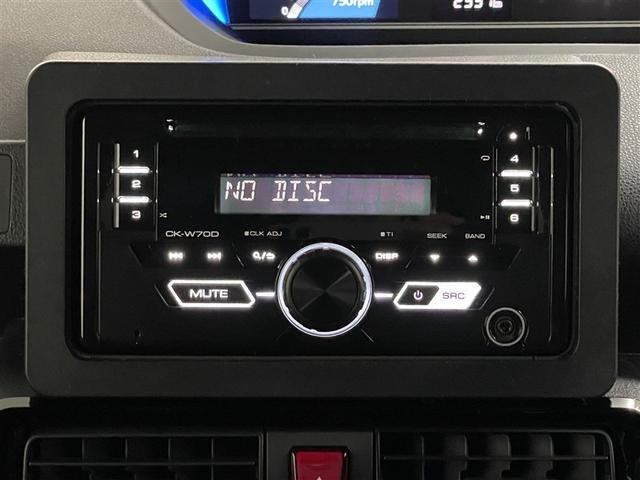 750rpm
1
2
3
4
5
6
NO DISC
CK-W70D
CLK ADJ
TI
SEEK
BAND
DISP
MUTE
SRC